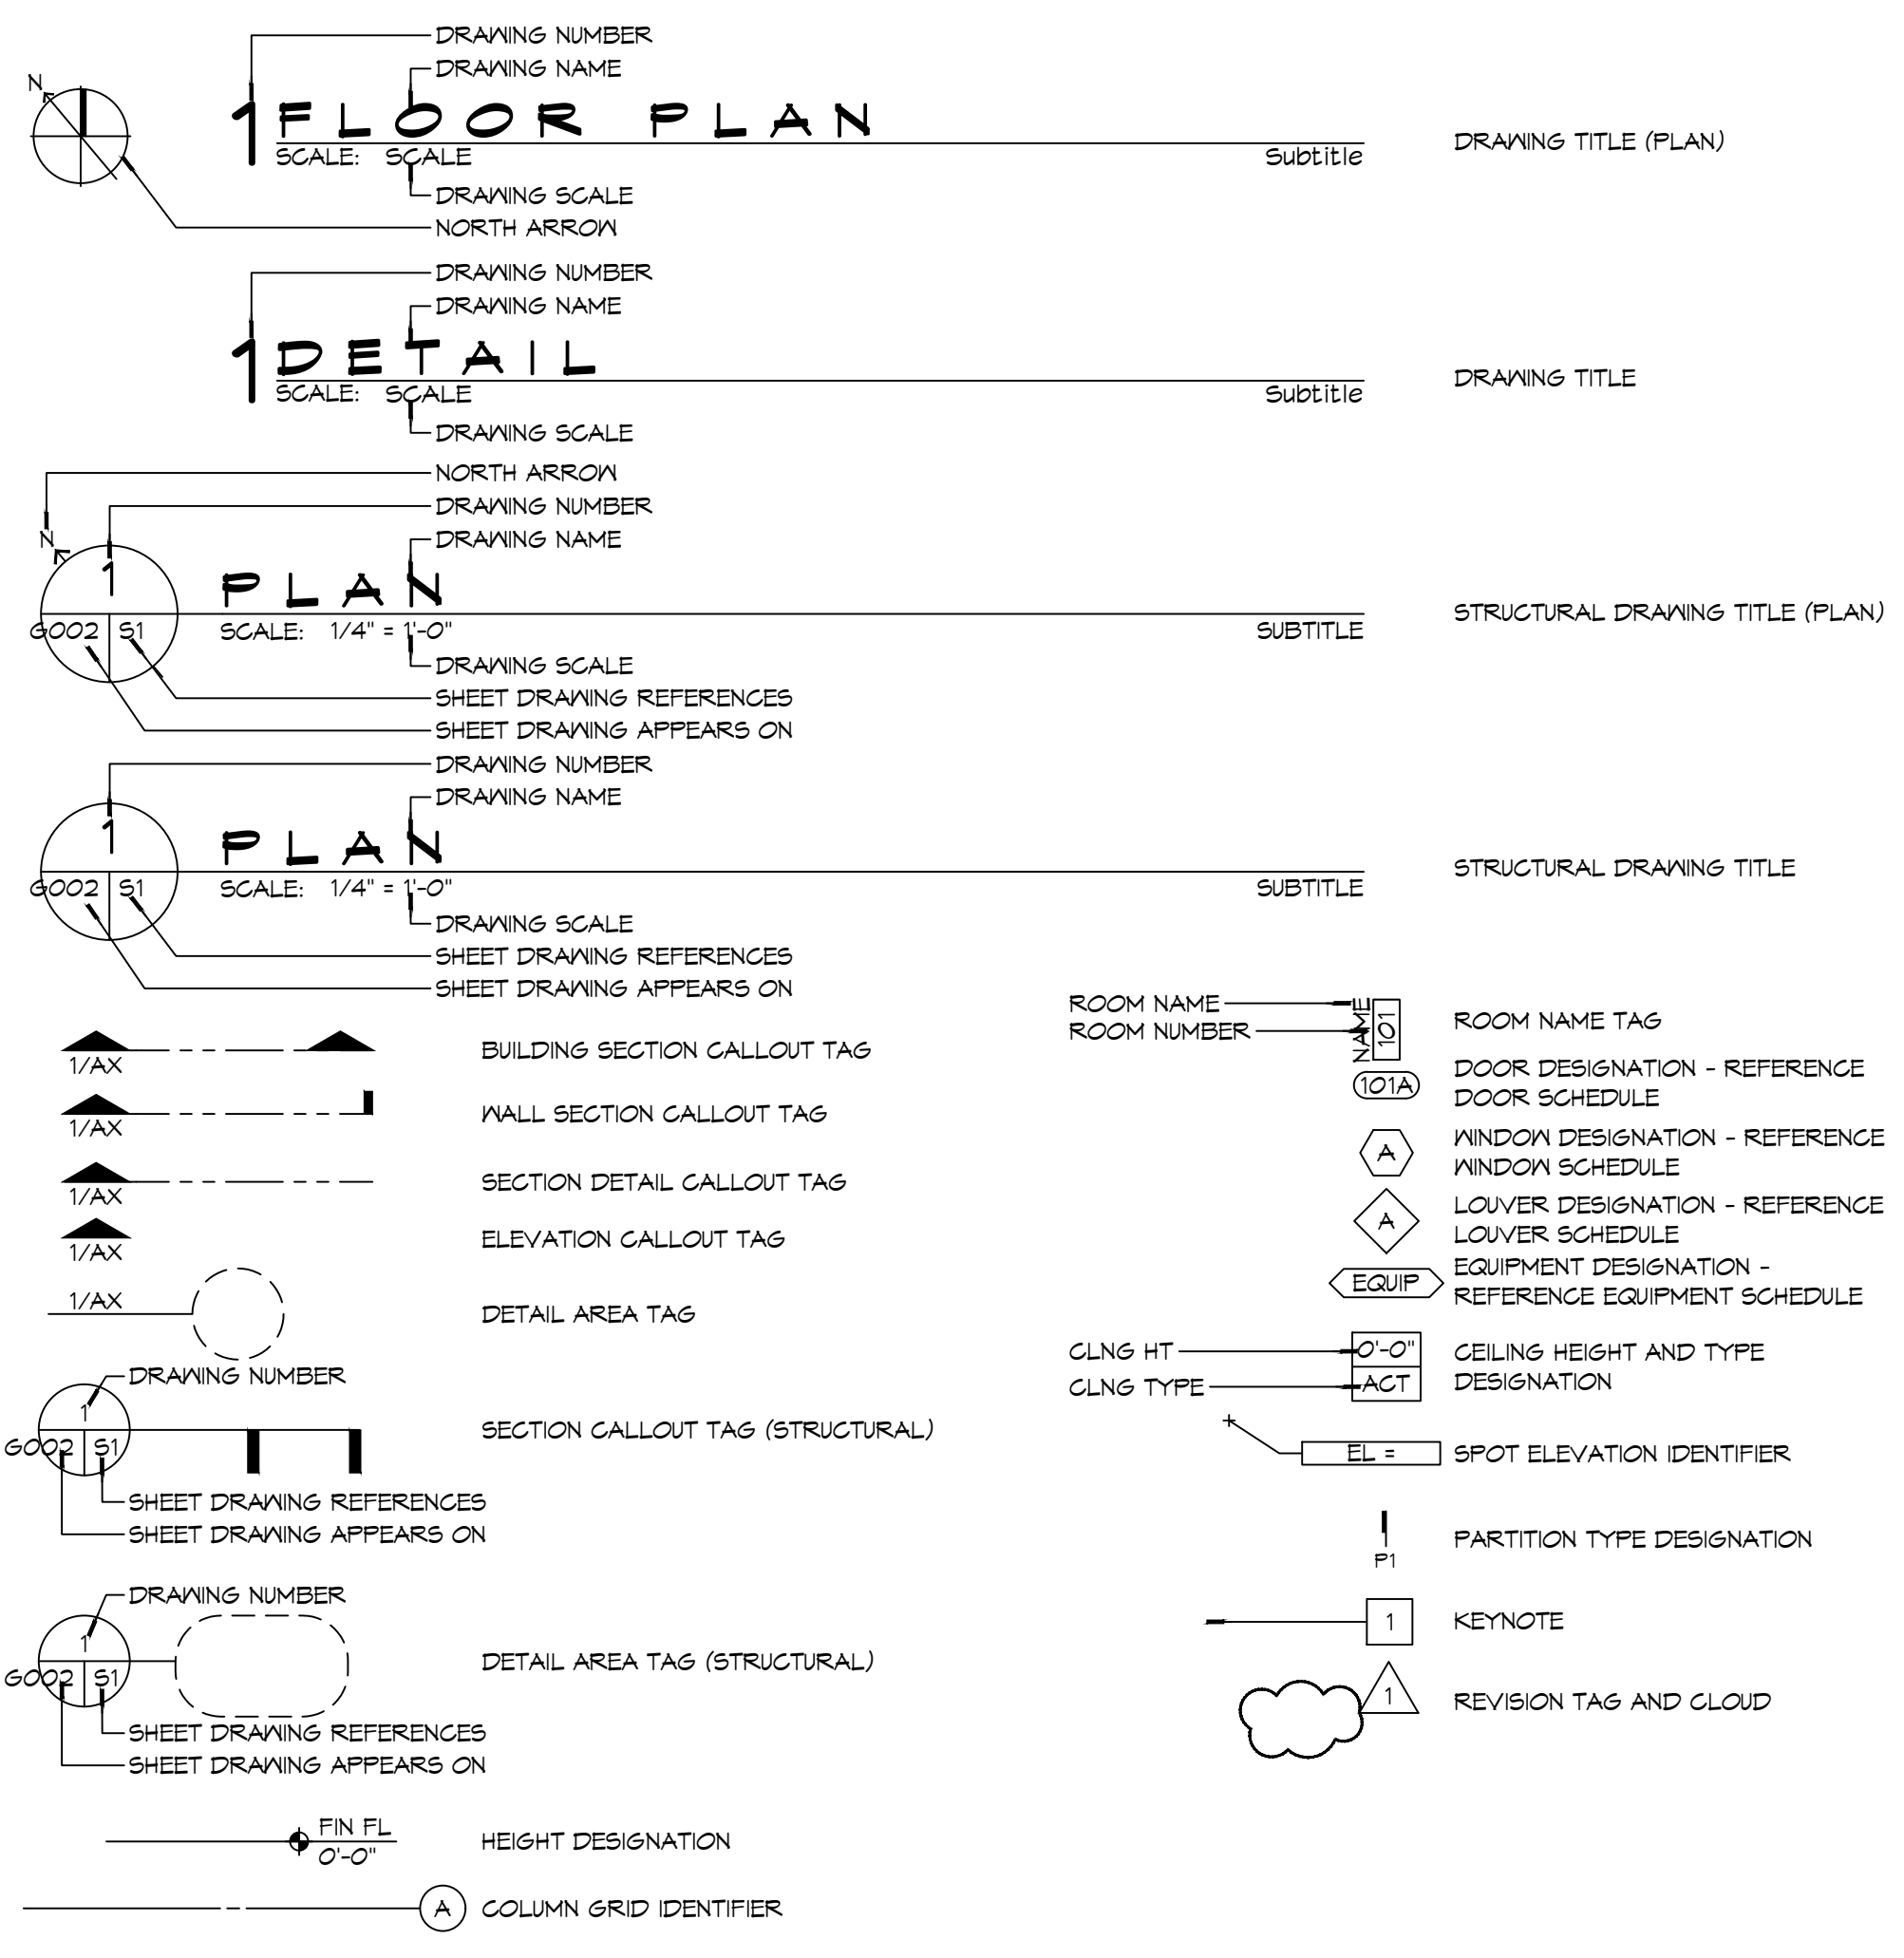 DRAWING NUMBER
DRAWING NAME
N
1 FLOOR PLAN
SCALE: SCALE
Subtitle
DRAWING TITLE (PLAN)
DRAWING SCALE
NORTH ARROW
DRAWING NUMBER
DRAWING NAME
1 DETAIL
SCALE: SCALE
Subtitle
DRAWING TITLE
DRAWING SCALE
NORTH ARROW
DRAWING NUMBER
DRAWING NAME
N
1
PLAN
G002 S1
SCALE: 1/4" = 1'-0"
SUBTITLE
STRUCTURAL DRAWING TITLE (PLAN)
DRAWING SCALE
SHEET DRAWING REFERENCES
SHEET DRAWING APPEARS ON
DRAWING NUMBER
DRAWING NAME
1
PLAN
G002 S1
SCALE: 1/4" = 1'-0"
SUBTITLE
STRUCTURAL DRAWING TITLE
DRAWING SCALE
SHEET DRAWING REFERENCES
SHEET DRAWING APPEARS ON
1/AX
BUILDING SECTION CALLOUT TAG
1/AX
WALL SECTION CALLOUT TAG
1/AX
SECTION DETAIL CALLOUT TAG
1/AX
ELEVATION CALLOUT TAG
1/AX
DETAIL AREA TAG
DRAWING NUMBER
1
G002 S1
SECTION CALLOUT TAG (STRUCTURAL)
SHEET DRAWING REFERENCES
SHEET DRAWING APPEARS ON
DRAWING NUMBER
1
G002 S1
DETAIL AREA TAG (STRUCTURAL)
SHEET DRAWING REFERENCES
SHEET DRAWING APPEARS ON
FIN FL
0'-0"
HEIGHT DESIGNATION
A
COLUMN GRID IDENTIFIER
ROOM NAME
ROOM NUMBER
NAME
101
ROOM NAME TAG
101A
DOOR DESIGNATION - REFERENCE
DOOR SCHEDULE
A
WINDOW DESIGNATION - REFERENCE
WINDOW SCHEDULE
A
LOUVER DESIGNATION - REFERENCE
LOUVER SCHEDULE
EQUIP
EQUIPMENT DESIGNATION -
REFERENCE EQUIPMENT SCHEDULE
CLNG HT
0'-0"
CLNG TYPE
ACT
CEILING HEIGHT AND TYPE
DESIGNATION
EL =
SPOT ELEVATION IDENTIFIER
P1
PARTITION TYPE DESIGNATION
1
KEYNOTE
1
REVISION TAG AND CLOUD